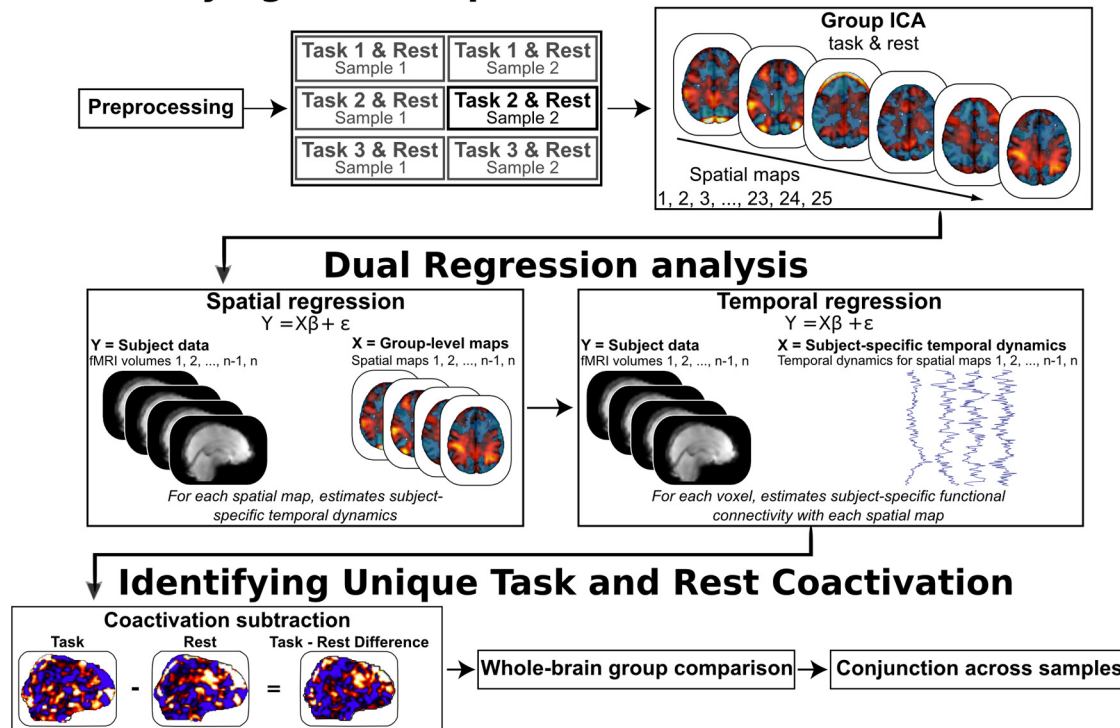 Preprocessing
Task 1 & Rest
Sample 1
Task 1 & Rest
Sample 2
Task 2 & Rest
Sample 1
Task 2 & Rest
Sample 2
Task 3 & Rest
Sample 1
Task 3 & Rest
Sample 2
Group ICA
task & rest
Spatial maps
1, 2, 3, ..., 23, 24, 25
Dual Regression analysis
Spatial regression
Y =Xβ+ ε
Y = Subject data
fMRI volumes 1, 2, ..., n-1, n
X = Group-level maps
Spatial maps 1, 2, ..., n-1, n
For each spatial map, estimates subject-
specific temporal dynamics
Temporal regression
Y =Xβ +ε
Y = Subject data
fMRI volumes 1, 2, ..., n-1, n
X = Subject-specific temporal dynamics
Temporal dynamics for spatial maps 1, 2, ..., n-1, n
For each voxel, estimates subject-specific functional
connectivity with each spatial map
Identifying Unique Task and Rest Coactivation
Coactivation subtraction
Task
Rest
Task - Rest Difference
-
=
Whole-brain group comparison
Conjunction across samples